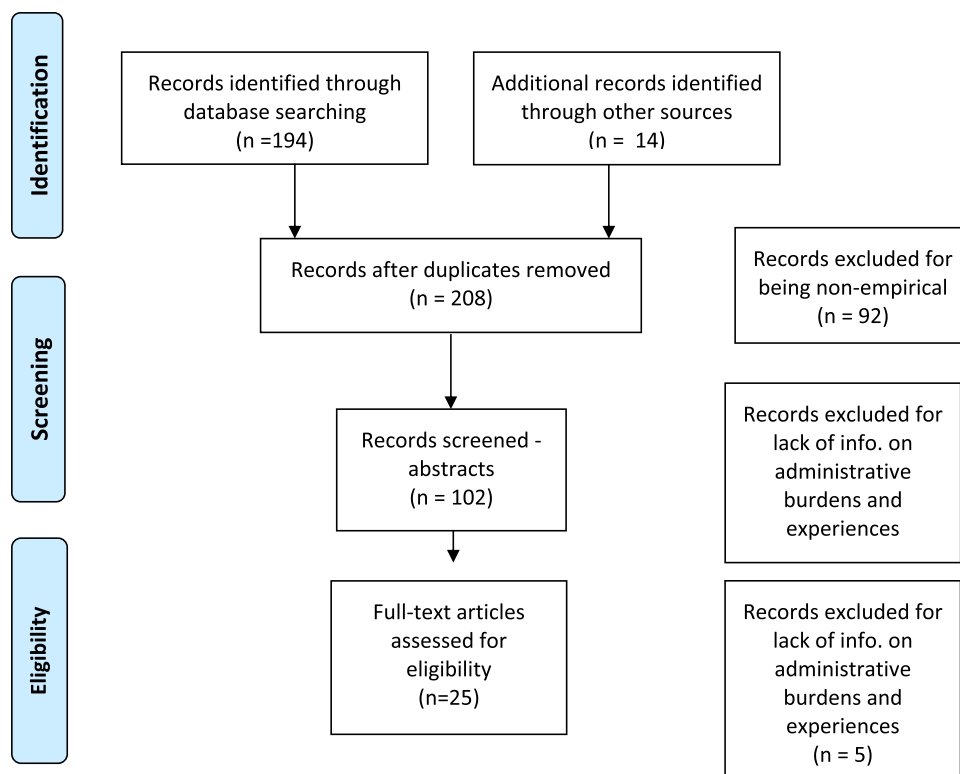 Identification
Records identified through
database searching
(n =194)
Additional records identified
through other sources
(n = 14)
Records after duplicates removed
(n = 208)
Records excluded for
being non-empirical
(n = 92)
Screening
Records screened -
abstracts
(n = 102)
Records excluded for
lack of info. on
administrative
burdens and
experiences
Eligibility
Full-text articles
assessed for
eligibility
(n=25)
Records excluded for
lack of info. on
administrative
burdens and
experiences
(n = 5)